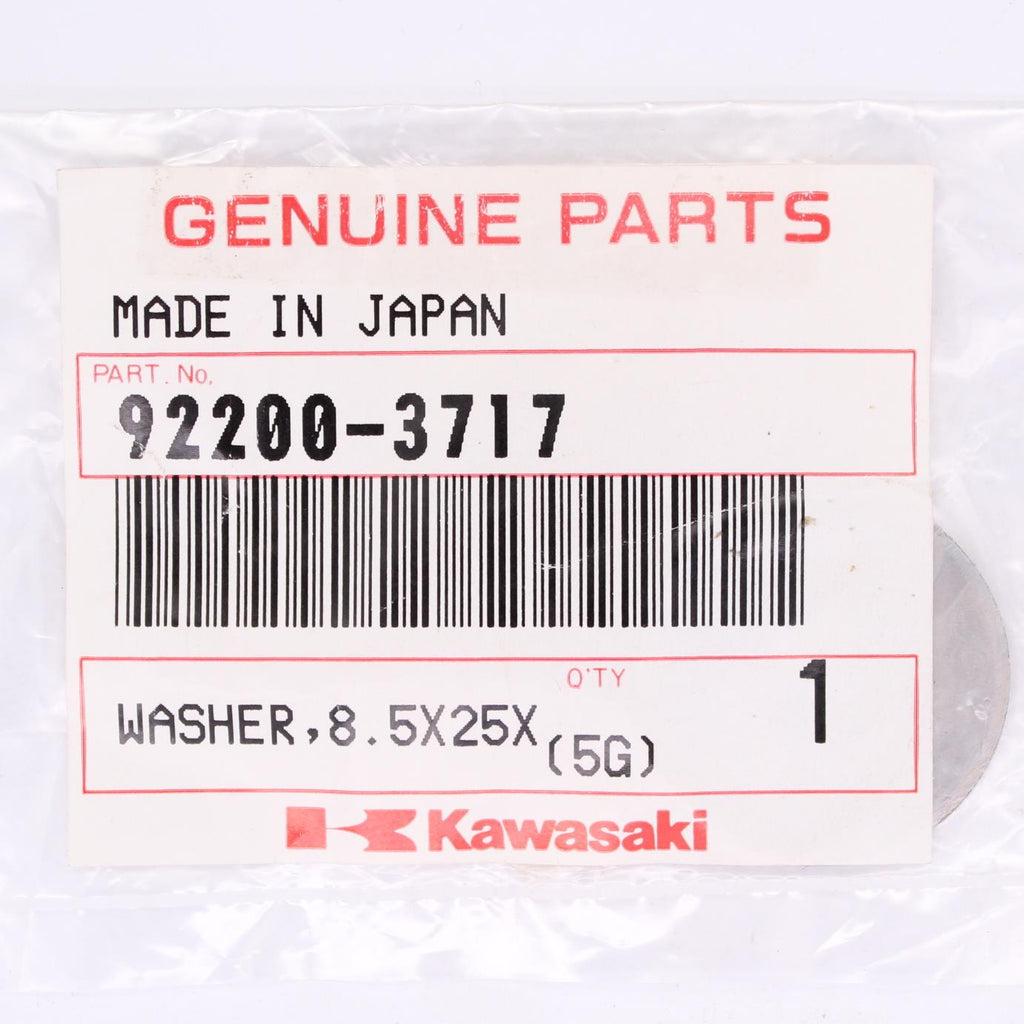 GENUINE PARTS
MADE IN JAPAN
PART. No.
92200-3717
Q'TY
WASHER,8.5X25X
(5G)
1
Kawasaki